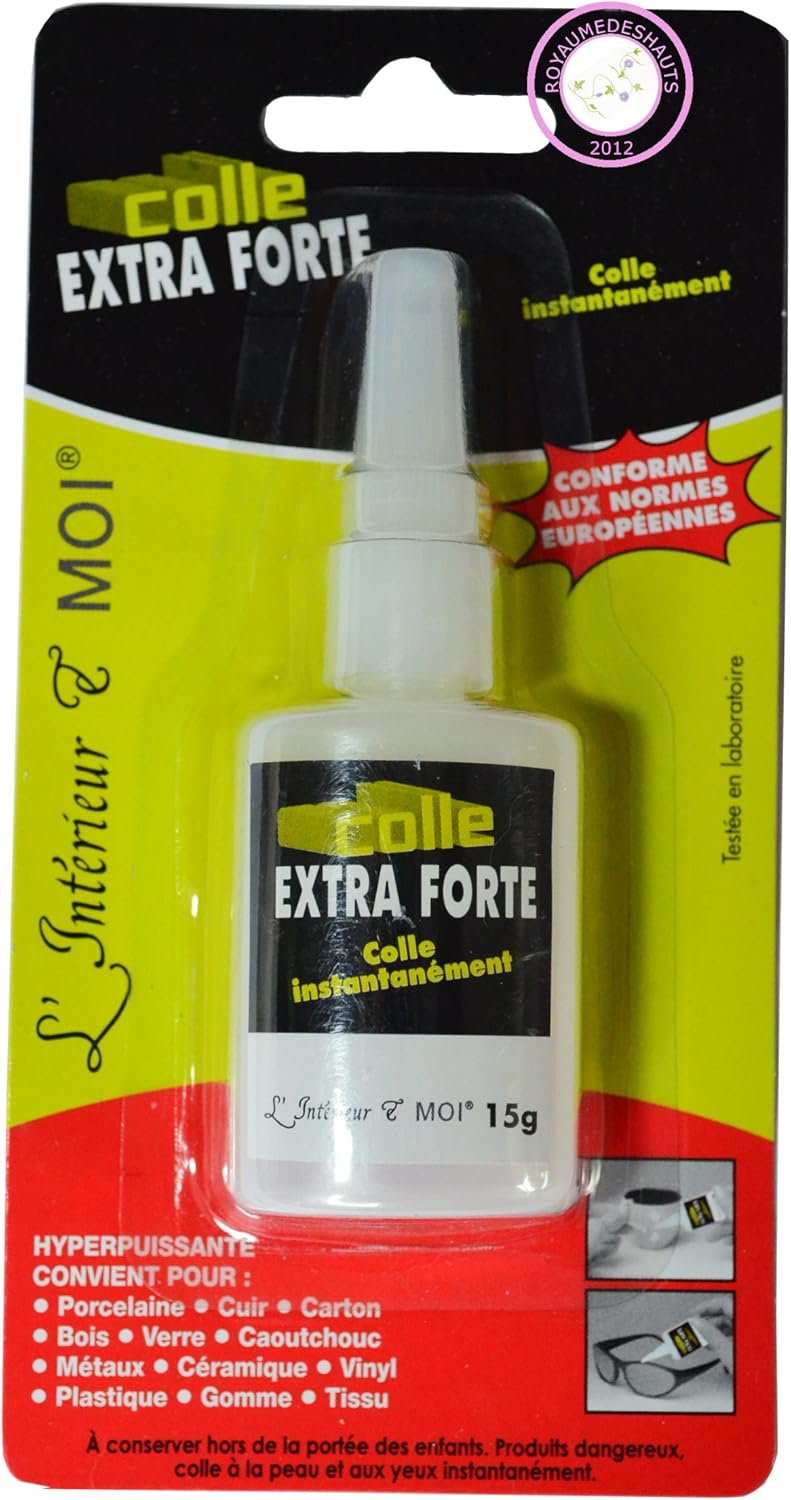 ROYAUMEDESHAUTS
2012
colle
EXTRA FORTE
Colle
instantanément
CONFORME
AUX NORMES
EUROPÉENNES
L' Intérieur & MOI®
Testée en laboratoire
colle
EXTRA FORTE
Colle
instantanément
L' Intérieur & MOI® 15g
HYPERPUISSANTE
CONVIENT POUR :
• Porcelaine • Cuir • Carton
• Bois • Verre • Caoutchouc
• Métaux • Céramique • Vinyl
• Plastique • Gomme • Tissu
À conserver hors de la portée des enfants. Produits dangereux,
colle à la peau et aux yeux instantanément.